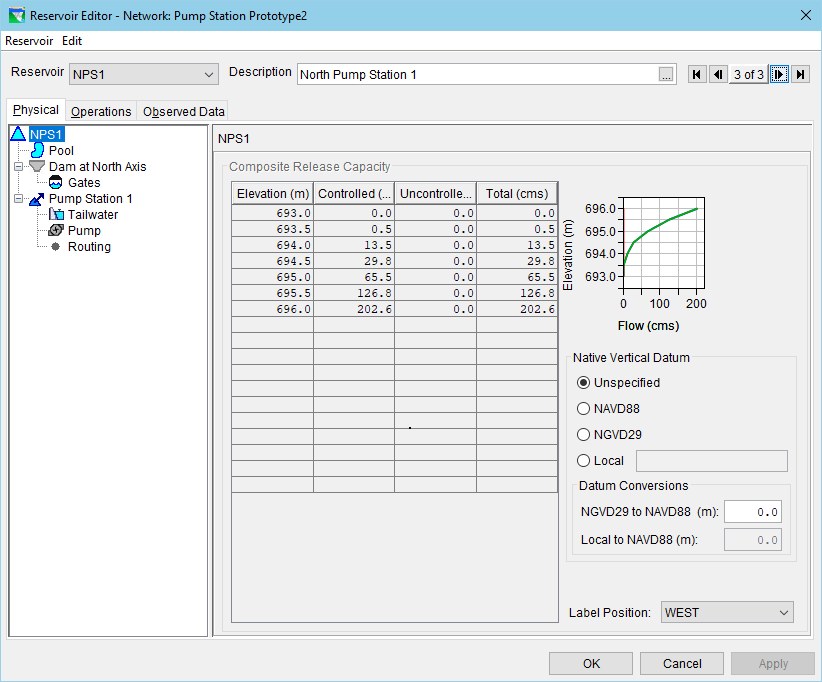 Reservoir Editor - Network: Pump Station Prototype2
Reservoir Edit
Reservoir NPS1 Description North Pump Station 1 ... 3 of 3
Physical Operations Observed Data
NPS1
Pool
Dam at North Axis
Gates
Pump Station 1
Tailwater
Pump
Routing
NPS1
Composite Release Capacity
Elevation (m) Controlled (... Uncontrolle... Total (cms)
693.0 0.0 0.0 0.0
693.5 0.5 0.0 0.5
694.0 13.5 0.0 13.5
694.5 29.8 0.0 29.8
695.0 65.5 0.0 65.5
695.5 126.8 0.0 126.8
696.0 202.6 0.0 202.6
Elevation (m)
696.0
695.0
694.0
693.0
0 100 200
Flow (cms)
Native Vertical Datum
Unspecified
NAVD88
NGVD29
Local
Datum Conversions
NGVD29 to NAVD88 (m): 0.0
Local to NAVD88 (m): 0.0
Label Position: WEST
OK Cancel Apply